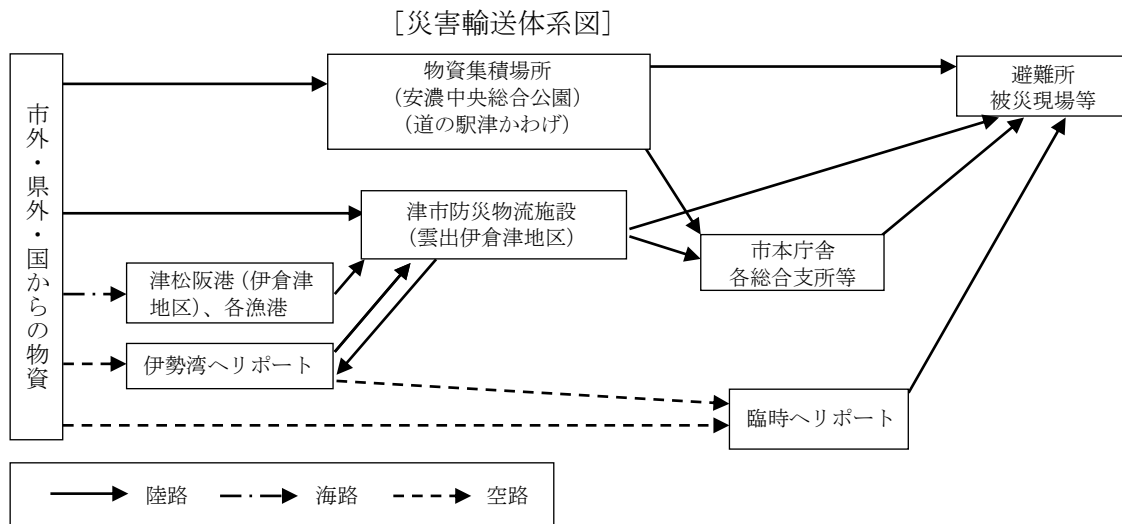 ［災害輸送体系図］
市外・県外・国からの物資
物資集積場所
（安濃中央総合公園）
（道の駅津かわげ）
避難所
被災現場等
津市防災物流施設
（雲出伊倉津地区）
市本庁舎
各総合支所等
津松阪港（伊倉津
地区）、各漁港
伊勢湾ヘリポート
臨時ヘリポート
陸路
海路
空路